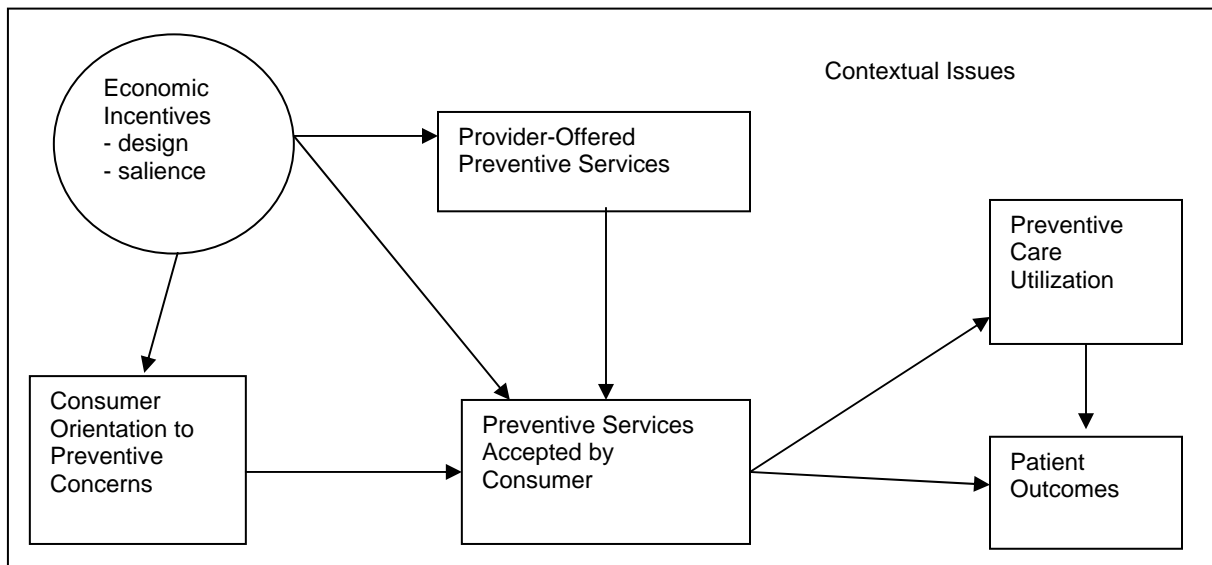 Economic
Incentives
- design
- salience
Contextual Issues
Provider-Offered
Preventive Services
Preventive
Care
Utilization
Consumer
Orientation to
Preventive
Concerns
Preventive Services
Accepted by
Consumer
Patient
Outcomes